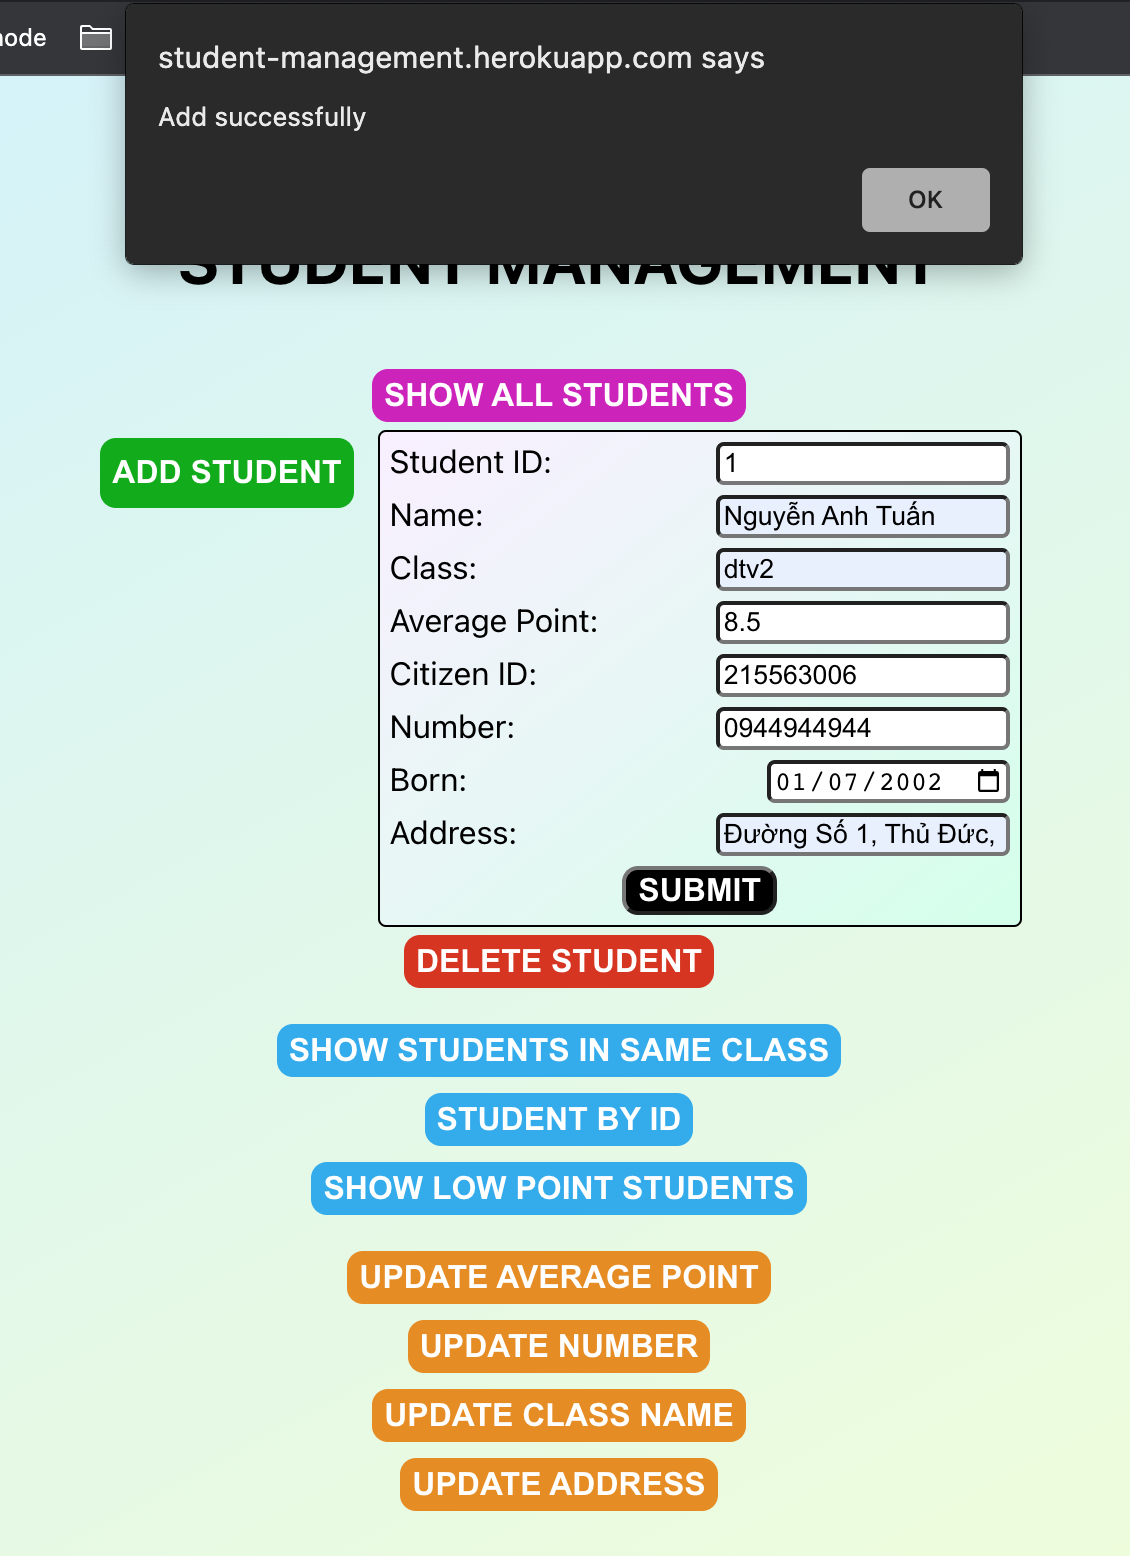 student-management.herokuapp.com says
Add successfully
OK
STUDENT MANAGEMENT
SHOW ALL STUDENTS
ADD STUDENT
Student ID: 1
Name: Nguyễn Anh Tuấn
Class: dtv2
Average Point: 8.5
Citizen ID: 215563006
Number: 0944944944
Born: 01/07/2002
Address: Đường Số 1, Thủ Đức,
SUBMIT
DELETE STUDENT
SHOW STUDENTS IN SAME CLASS
STUDENT BY ID
SHOW LOW POINT STUDENTS
UPDATE AVERAGE POINT
UPDATE NUMBER
UPDATE CLASS NAME
UPDATE ADDRESS